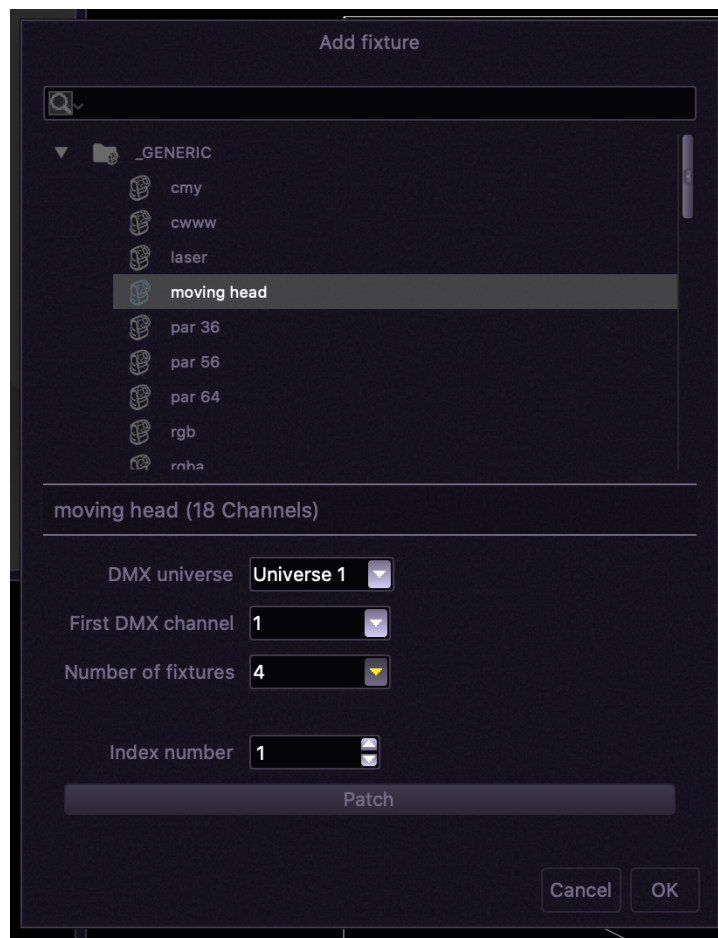 Add fixture
_GENERIC
cmy
cwww
laser
moving head
par 36
par 56
par 64
rgb
rgba
moving head (18 Channels)
DMX universe Universe 1
First DMX channel 1
Number of fixtures 4
Index number 1
Patch
Cancel OK